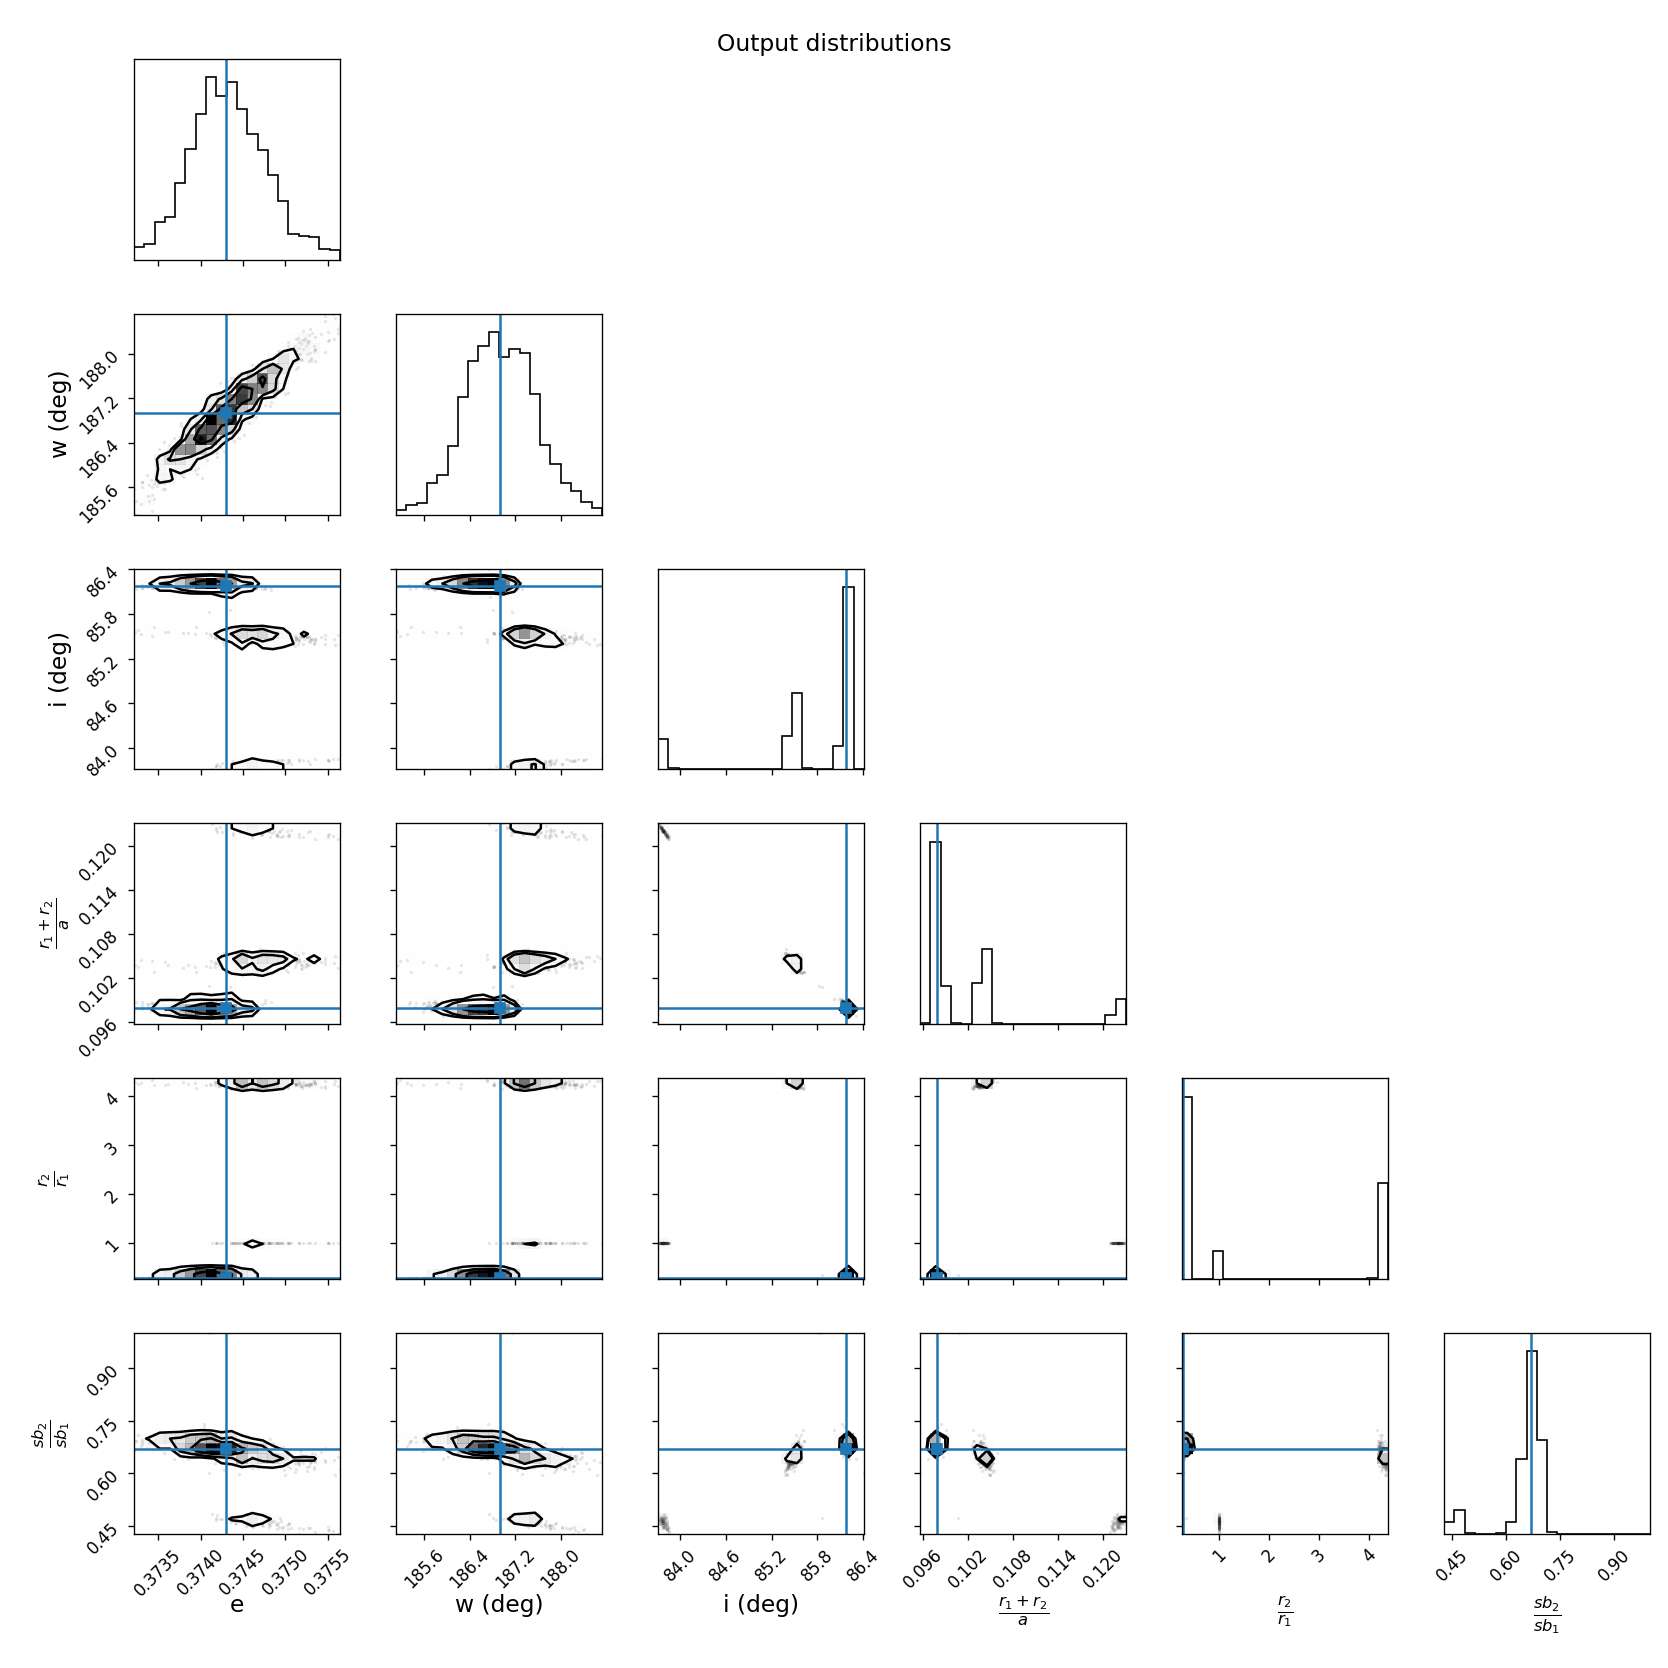 Output distributions
w (deg)
188.0
187.2
186.4
185.6
i (deg)
86.4
85.8
85.2
84.6
84.0
r1 + r2
a
0.120
0.114
0.108
0.102
0.096
r2
r1
4
3
2
1
sb2
sb1
0.90
0.75
0.60
0.45
0.3735 0.3740 0.3745 0.3750 0.3755 185.6 186.4 187.2 188.0 84.0 84.6 85.2 85.8 86.4 0.096 0.102 0.108 0.114 0.120 1 2 3 4 0.45 0.60 0.75 0.90
e w (deg) i (deg) r1 + r2 r2 sb2
a r1 sb1